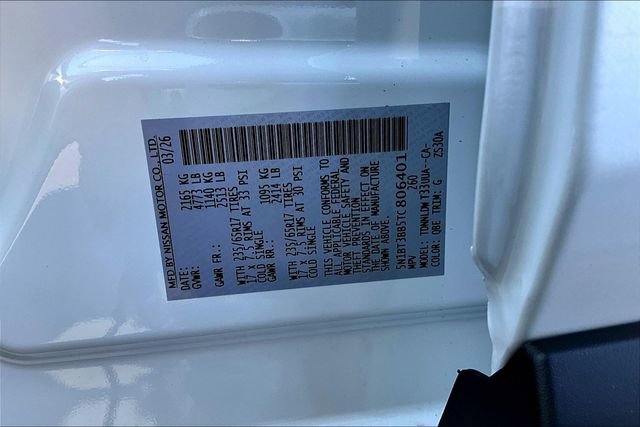 MFD BY NISSAN MOTOR CO., LTD.
DATE: 03/26
GVWR: 2165 KG
4773 LB
GAWR FR.: 1140 KG
2513 LB
WITH 235/65R17 TIRES
17 X 7.5 RIMS AT 33 PSI
COLD SINGLE
GAWR RR.: 1095 KG
2414 LB
WITH 235/65R17 TIRES
17 X 7.5 RIMS AT 30 PSI
COLD SINGLE
THIS VEHICLE CONFORMS TO
ALL APPLICABLE FEDERAL
MOTOR VEHICLE SAFETY AND
THEFT PREVENTION
STANDARDS IN EFFECT ON
THE DATE OF MANUFACTURE
SHOWN ABOVE.
5N1BT3BB5TC806401
MPV 260
COLOR: QBE TRIM: G ZS30A